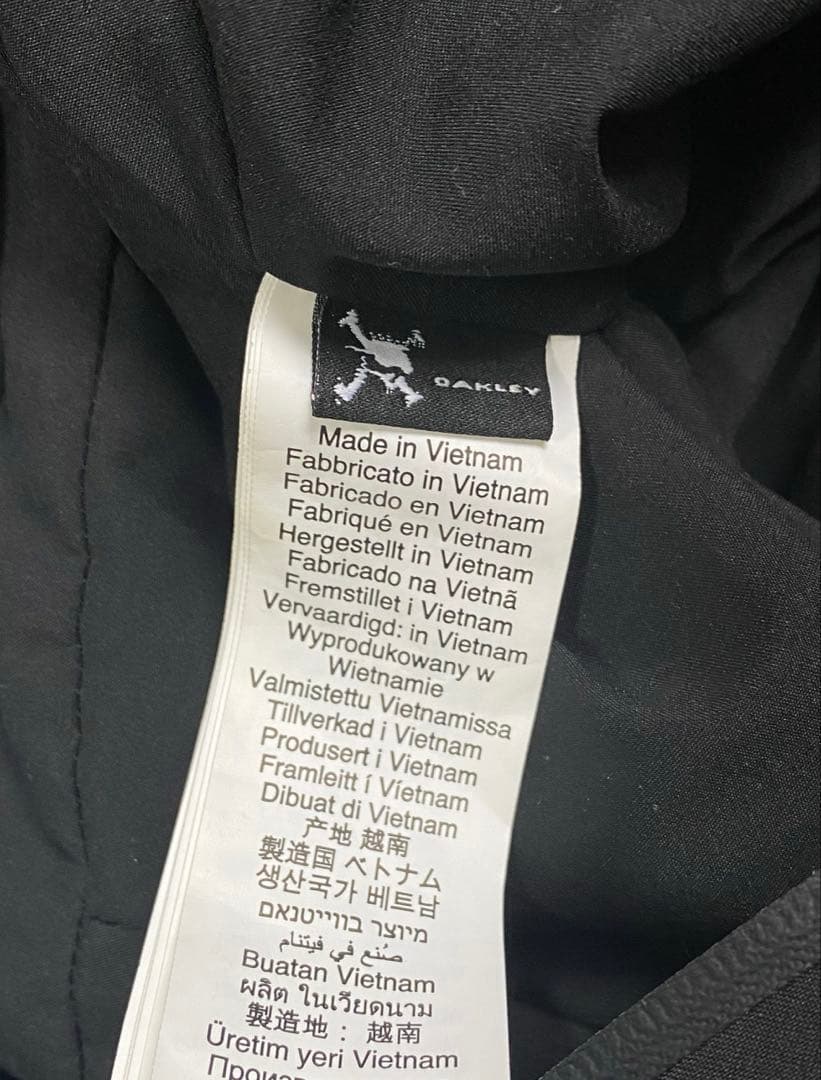 OAKLEY
Made in Vietnam
Fabbricato in Vietnam
Fabricado en Vietnam
Fabriqué en Vietnam
Hergestellt in Vietnam
Fabricado na Vietnã
Fremstillet i Vietnam
Vervaardigd: in Vietnam
Wyprodukowany w
Wietnamie
Valmistettu Vietnamissa
Tillverkad i Vietnam
Produsert i Vietnam
Framleitt í Víetnam
Dibuat di Vietnam
产地 越南
製造国 ベトナム
생산국가 베트남
מיוצר בווייטנאם
صُنع في فيتنام
Buatan Vietnam
ผลิต ในเวียดนาม
製造地： 越南
Üretim yeri Vietnam